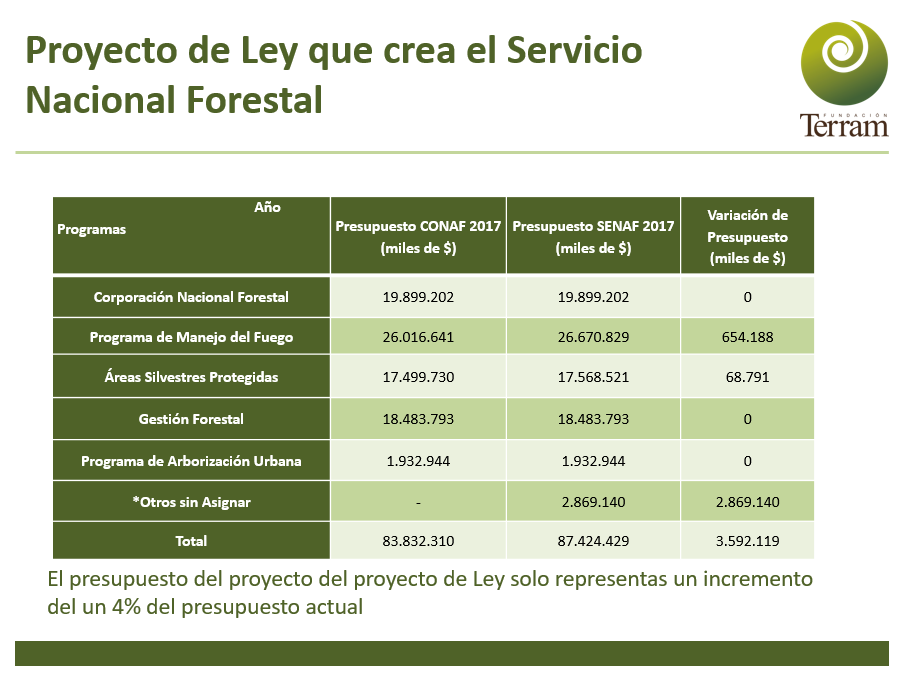 Proyecto de Ley que crea el Servicio
Nacional Forestal
FUNDACIÓN
Terram
Año
Programas
Presupuesto CONAF 2017
(miles de $)
Presupuesto SENAF 2017
(miles de $)
Variación de
Presupuesto
(miles de $)
Corporación Nacional Forestal 19.899.202 19.899.202 0
Programa de Manejo del Fuego 26.016.641 26.670.829 654.188
Áreas Silvestres Protegidas 17.499.730 17.568.521 68.791
Gestión Forestal 18.483.793 18.483.793 0
Programa de Arborización Urbana 1.932.944 1.932.944 0
*Otros sin Asignar - 2.869.140 2.869.140
Total 83.832.310 87.424.429 3.592.119
El presupuesto del proyecto del proyecto de Ley solo representas un incremento
del un 4% del presupuesto actual